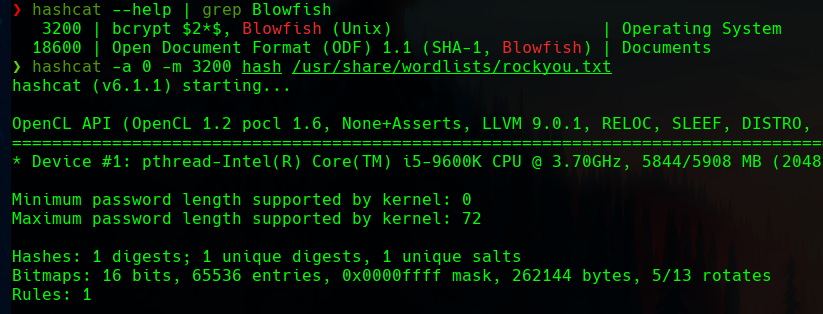 ❯ hashcat --help | grep Blowfish
3200 | bcrypt $2*$, Blowfish (Unix) | Operating System
18600 | Open Document Format (ODF) 1.1 (SHA-1, Blowfish) | Documents
❯ hashcat -a 0 -m 3200 hash /usr/share/wordlists/rockyou.txt
hashcat (v6.1.1) starting...
OpenCL API (OpenCL 1.2 pocl 1.6, None+Asserts, LLVM 9.0.1, RELOC, SLEEF, DISTRO,
================================================================================
* Device #1: pthread-Intel(R) Core(TM) i5-9600K CPU @ 3.70GHz, 5844/5908 MB (2048
Minimum password length supported by kernel: 0
Maximum password length supported by kernel: 72
Hashes: 1 digests; 1 unique digests, 1 unique salts
Bitmaps: 16 bits, 65536 entries, 0x0000ffff mask, 262144 bytes, 5/13 rotates
Rules: 1